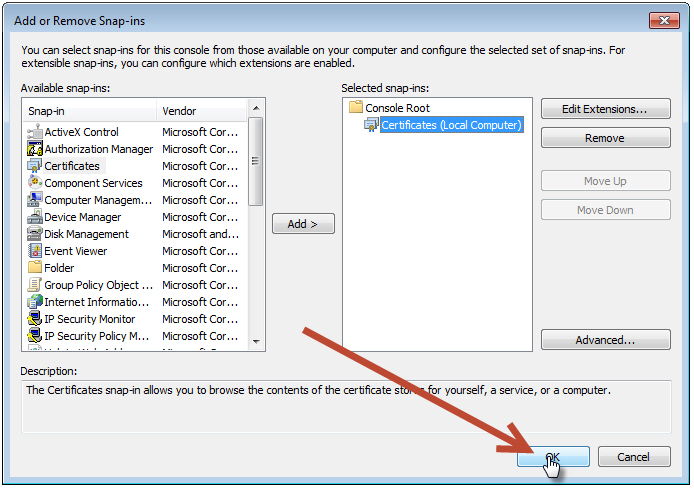 Add or Remove Snap-ins
You can select snap-ins for this console from those available on your computer and configure the selected set of snap-ins. For
extensible snap-ins, you can configure which extensions are enabled.
Available snap-ins:
Snap-in Vendor
ActiveX Control Microsoft Cor...
Authorization Manager Microsoft Cor...
Certificates Microsoft Cor...
Component Services Microsoft Cor...
Computer Managem... Microsoft Cor...
Device Manager Microsoft Cor...
Disk Management Microsoft and...
Event Viewer Microsoft Cor...
Folder Microsoft Cor...
Group Policy Object ... Microsoft Cor...
Internet Informatio... Microsoft Cor...
IP Security Monitor Microsoft Cor...
IP Security Policy M... Microsoft Cor...
Add >
Selected snap-ins:
Console Root
Certificates (Local Computer)
Edit Extensions...
Remove
Move Up
Move Down
Advanced...
Description:
The Certificates snap-in allows you to browse the contents of the certificate stores for yourself, a service, or a computer.
OK
Cancel